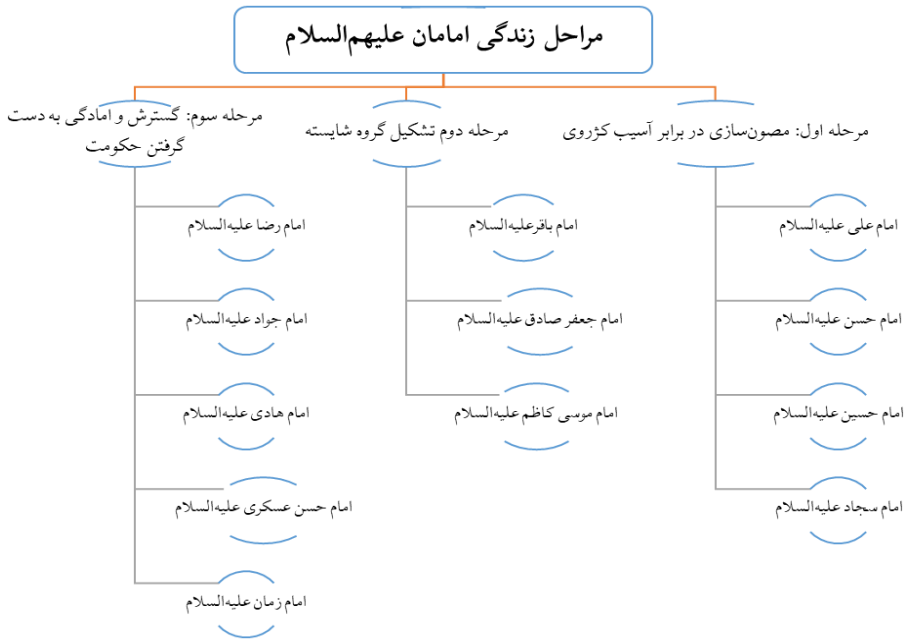 مراحل زندگی امامان علیهم‌السلام
مرحله اول: مصون‌سازی در برابر آسیب کژروی
امام علی علیه‌السلام
امام حسن علیه‌السلام
امام حسین علیه‌السلام
امام سجاد علیه‌السلام
مرحله دوم تشکیل گروه شایسته
امام باقرعلیه‌السلام
امام جعفر صادق علیه‌السلام
امام موسی کاظم علیه‌السلام
مرحله سوم: گسترش و امادگی به دست
گرفتن حکومت
امام رضا علیه‌السلام
امام جواد علیه‌السلام
امام هادی علیه‌السلام
امام حسن عسکری علیه‌السلام
امام زمان علیه‌السلام